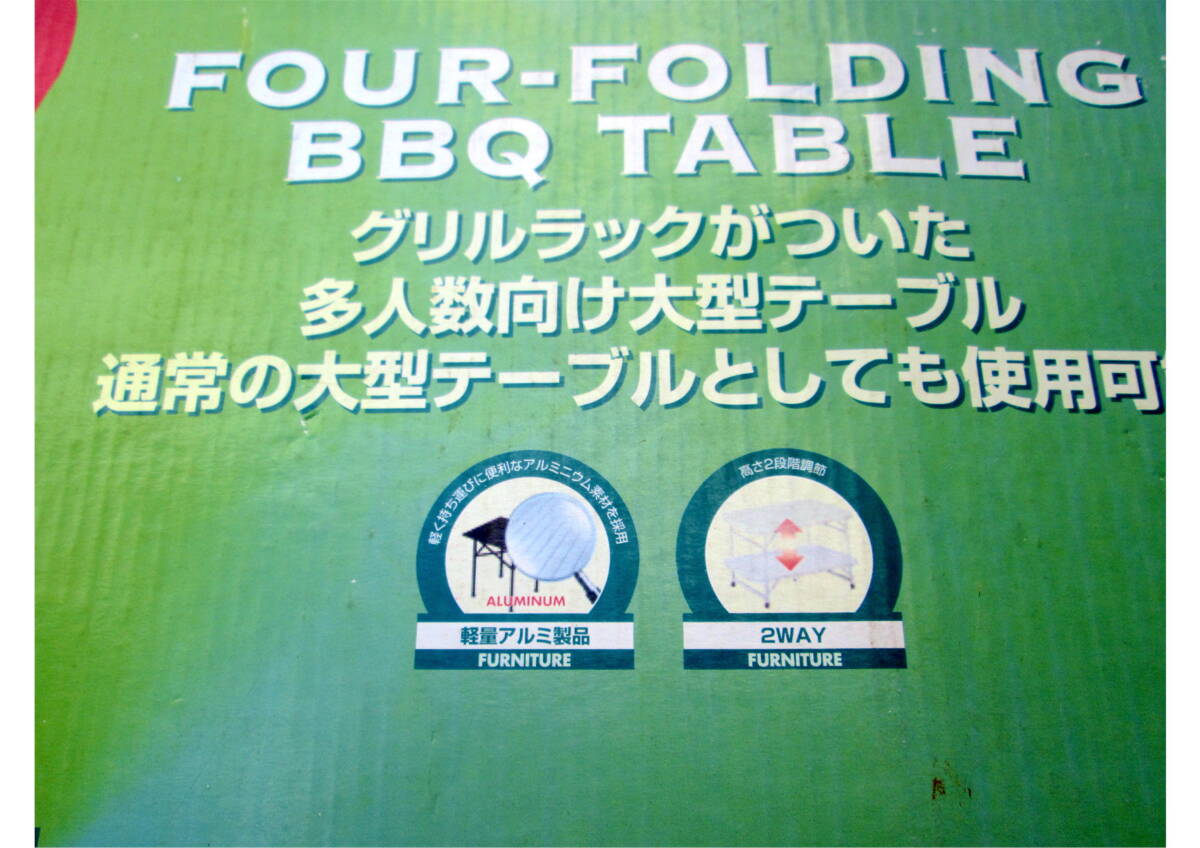 FOUR-FOLDING
BBQ TABLE
グリルラックがついた
多人数向け大型テーブル
通常の大型テーブルとしても使用可
軽く持ち運びに便利なアルミニウム素材を採用
ALUMINUM
軽量アルミ製品
FURNITURE
高さ2段階調節
2WAY
FURNITURE